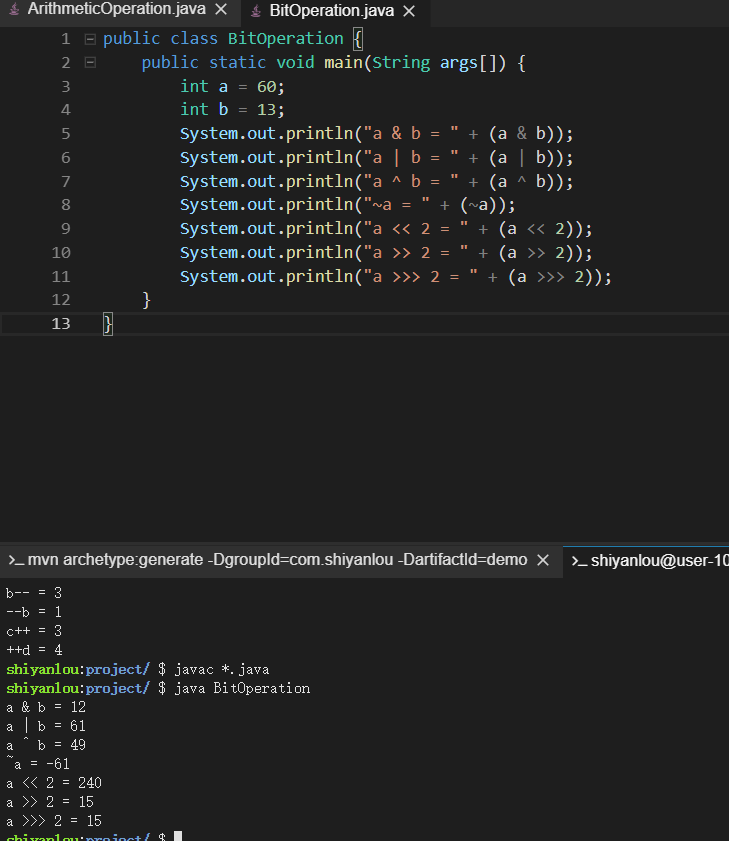 ArithmeticOperation.java BitOperation.java
1 public class BitOperation {
2 public static void main(String args[]) {
3 int a = 60;
4 int b = 13;
5 System.out.println("a & b = " + (a & b));
6 System.out.println("a | b = " + (a | b));
7 System.out.println("a ^ b = " + (a ^ b));
8 System.out.println("~a = " + (~a));
9 System.out.println("a << 2 = " + (a << 2));
10 System.out.println("a >> 2 = " + (a >> 2));
11 System.out.println("a >>> 2 = " + (a >>> 2));
12 }
13 }
>_ mvn archetype:generate -DgroupId=com.shiyanlou -DartifactId=demo >_ shiyanlou@user-10
b-- = 3
--b = 1
c++ = 3
++d = 4
shiyanlou:project/ $ javac *.java
shiyanlou:project/ $ java BitOperation
a & b = 12
a | b = 61
a ^ b = 49
~a = -61
a << 2 = 240
a >> 2 = 15
a >>> 2 = 15
shiyanlou:project/ $